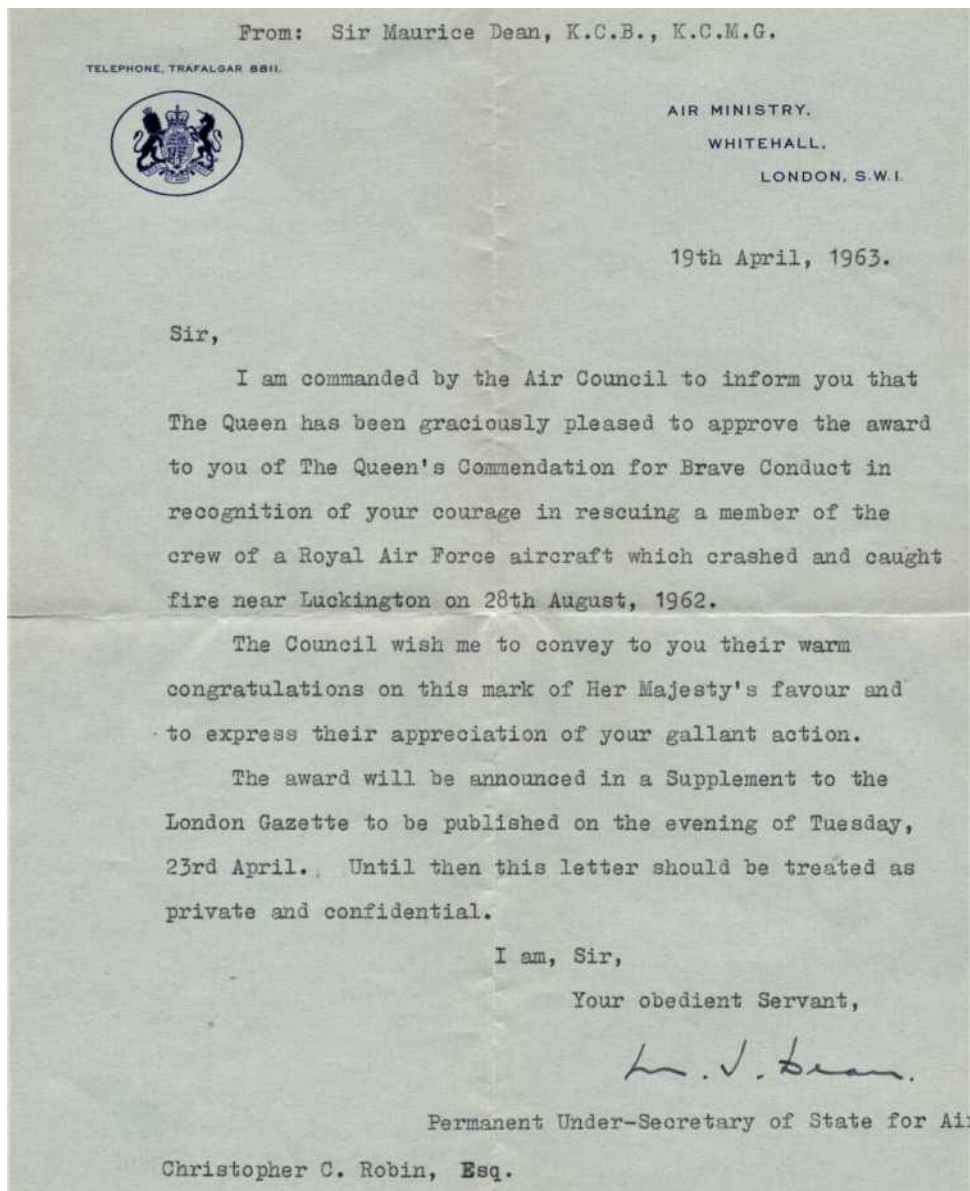 From: Sir Maurice Dean, K.C.B., K.C.M.G.
TELEPHONE, TRAFALGAR 8811.
AIR MINISTRY,
WHITEHALL,
LONDON, S.W.1.
19th April, 1963.
Sir,
I am commanded by the Air Council to inform you that
The Queen has been graciously pleased to approve the award
to you of The Queen's Commendation for Brave Conduct in
recognition of your courage in rescuing a member of the
crew of a Royal Air Force aircraft which crashed and caught
fire near Luckington on 28th August, 1962.
The Council wish me to convey to you their warm
congratulations on this mark of Her Majesty's favour and
to express their appreciation of your gallant action.
The award will be announced in a Supplement to the
London Gazette to be published on the evening of Tuesday,
23rd April. Until then this letter should be treated as
private and confidential.
I am, Sir,
Your obedient Servant,
M. J. Dean.
Permanent Under-Secretary of State for Air
Christopher C. Robin, Esq.